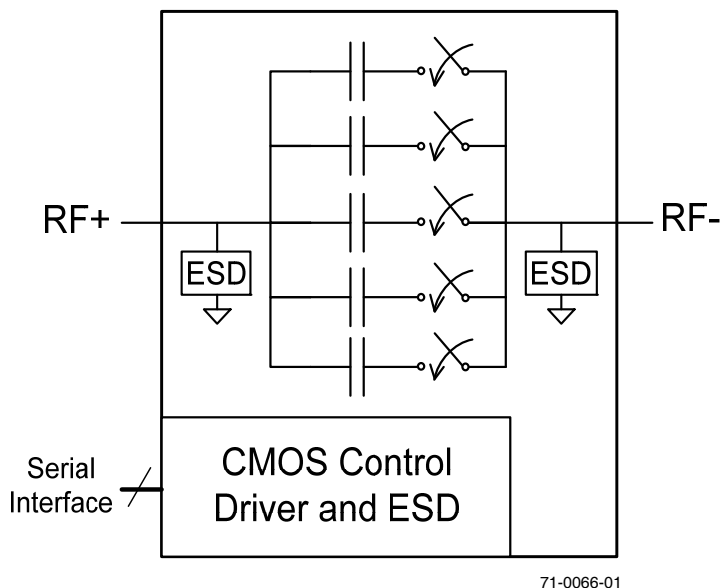 RF+
RF-
ESD
ESD
Serial
Interface
CMOS Control
Driver and ESD
71-0066-01